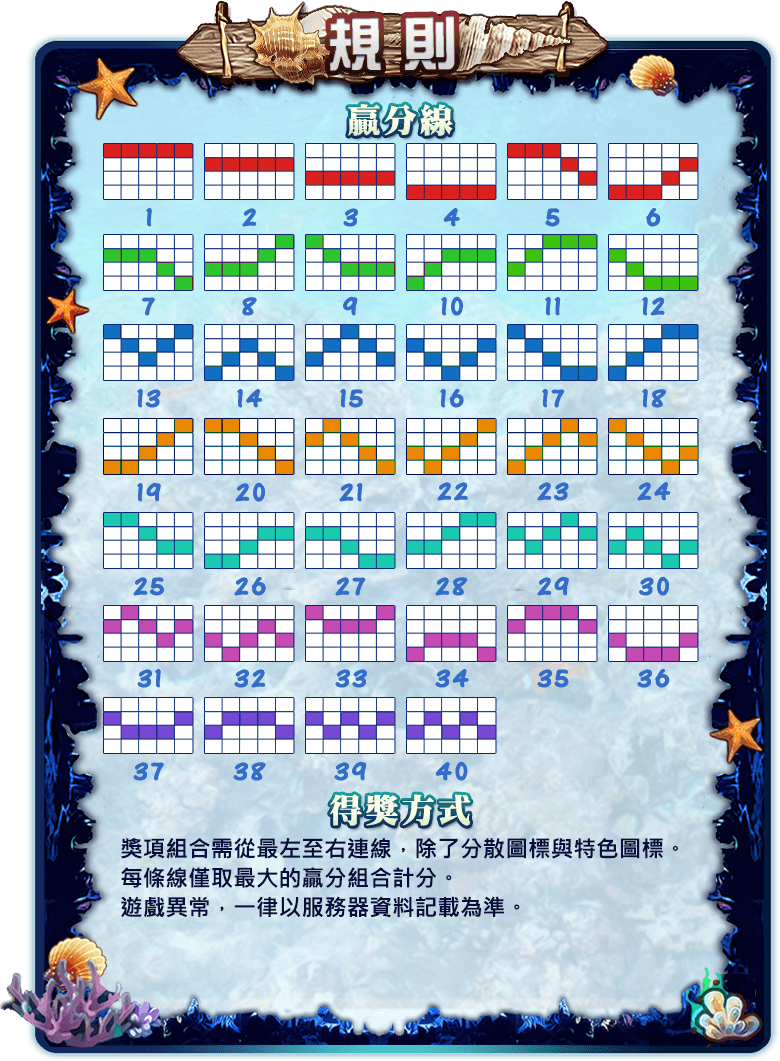 規則
贏分線
1 2 3 4 5 6
7 8 9 10 11 12
13 14 15 16 17 18
19 20 21 22 23 24
25 26 27 28 29 30
31 32 33 34 35 36
37 38 39 40
得獎方式
獎項組合需從最左至右連線，除了分散圖標與特色圖標。
每條線僅取最大的贏分組合計分。
遊戲異常，一律以服務器資料記載為準。